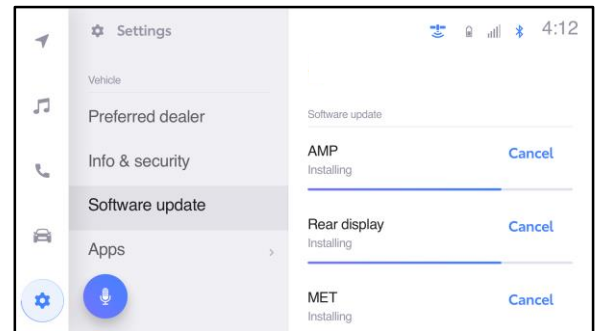 Settings
4:12
Vehicle
Preferred dealer
Info & security
Software update
Apps
Software update
AMP
Cancel
Installing
Rear display
Cancel
Installing
MET
Cancel
Installing